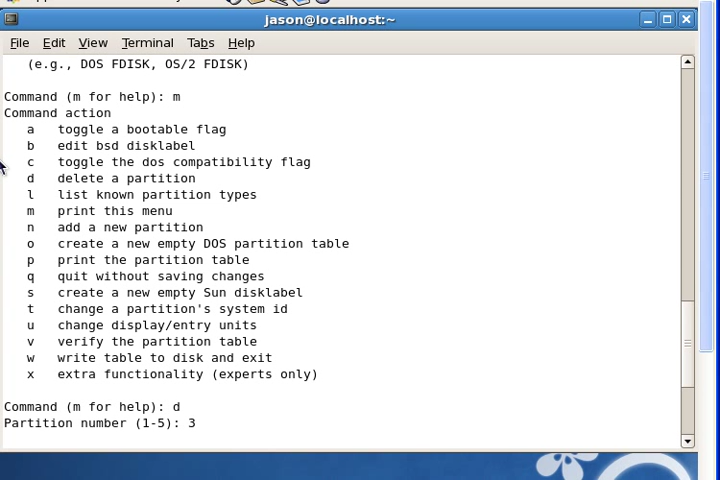 jason@localhost:~
File Edit View Terminal Tabs Help
(e.g., DOS FDISK, OS/2 FDISK)
Command (m for help): m
Command action
a toggle a bootable flag
b edit bsd disklabel
c toggle the dos compatibility flag
d delete a partition
l list known partition types
m print this menu
n add a new partition
o create a new empty DOS partition table
p print the partition table
q quit without saving changes
s create a new empty Sun disklabel
t change a partition's system id
u change display/entry units
v verify the partition table
w write table to disk and exit
x extra functionality (experts only)
Command (m for help): d
Partition number (1-5): 3